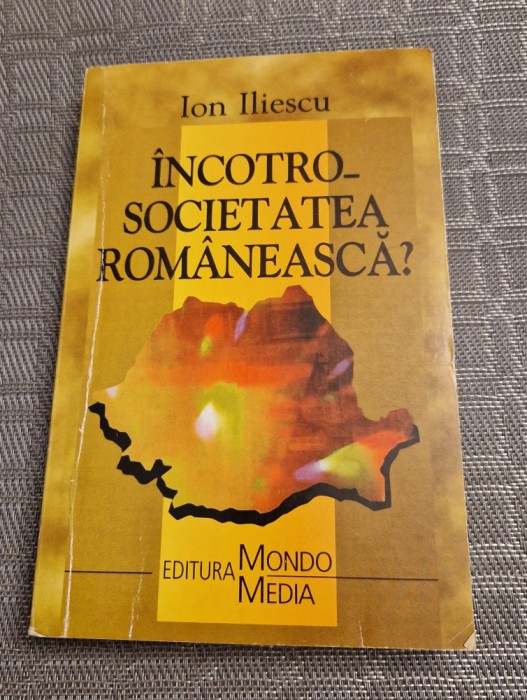 Ion Iliescu
ÎNCOTRO-
SOCIETATEA
ROMÂNEASCĂ?
EDITURA MONDO
MEDIA